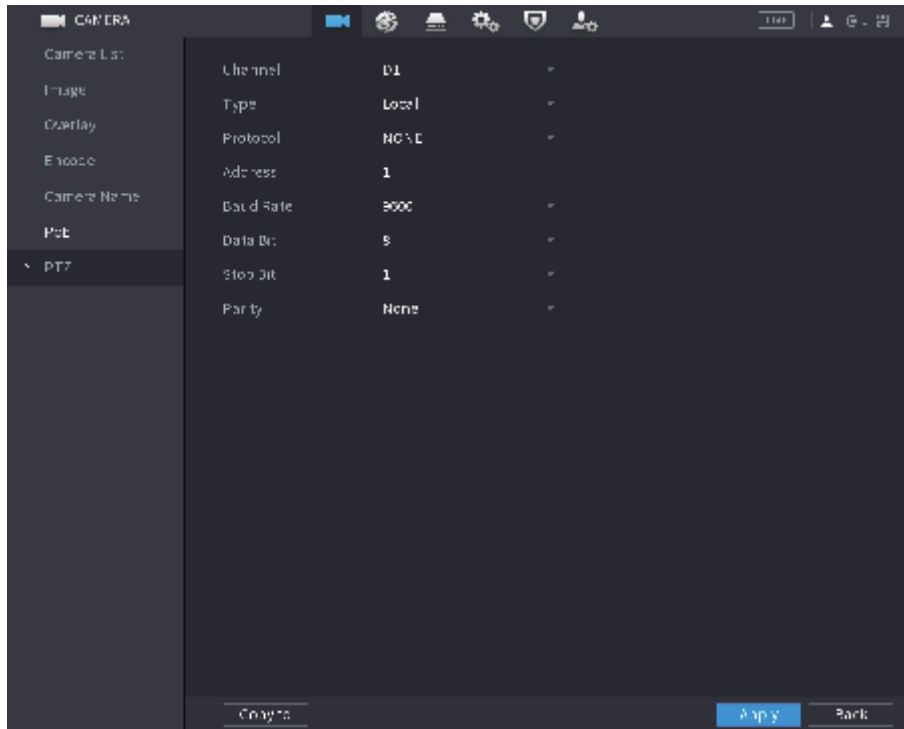 CAMERA
LIVE
Camera List
Image
Overlay
Encode
Camera Name
PoE
PTZ
Channel D1
Type Local
Protocol NONE
Address 1
Baud Rate 9600
Data Bit 8
Stop Bit 1
Parity None
Copy to
Apply
Back